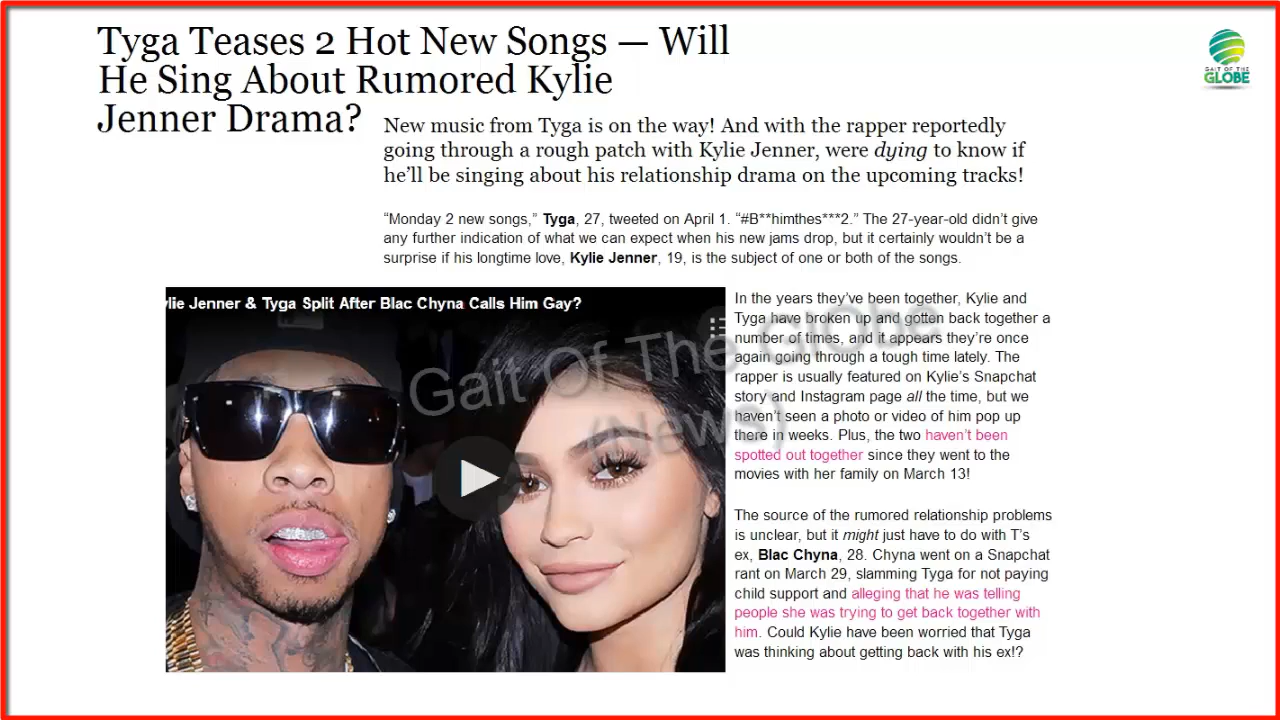 Tyga Teases 2 Hot New Songs — Will
He Sing About Rumored Kylie
Jenner Drama?
GAIT OF THE
GLOBE
New music from Tyga is on the way! And with the rapper reportedly
going through a rough patch with Kylie Jenner, were dying to know if
he’ll be singing about his relationship drama on the upcoming tracks!
“Monday 2 new songs,” Tyga, 27, tweeted on April 1. “#B**himthes***2.” The 27-year-old didn’t give
any further indication of what we can expect when his new jams drop, but it certainly wouldn’t be a
surprise if his longtime love, Kylie Jenner, 19, is the subject of one or both of the songs.
ylie Jenner & Tyga Split After Blac Chyna Calls Him Gay?
Gait Of The GlObe
(News)
In the years they’ve been together, Kylie and
Tyga have broken up and gotten back together a
number of times, and it appears they’re once
again going through a tough time lately. The
rapper is usually featured on Kylie’s Snapchat
story and Instagram page all the time, but we
haven’t seen a photo or video of him pop up
there in weeks. Plus, the two haven’t been
spotted out together since they went to the
movies with her family on March 13!
The source of the rumored relationship problems
is unclear, but it might just have to do with T’s
ex, Blac Chyna, 28. Chyna went on a Snapchat
rant on March 29, slamming Tyga for not paying
child support and alleging that he was telling
people she was trying to get back together with
him. Could Kylie have been worried that Tyga
was thinking about getting back with his ex!?